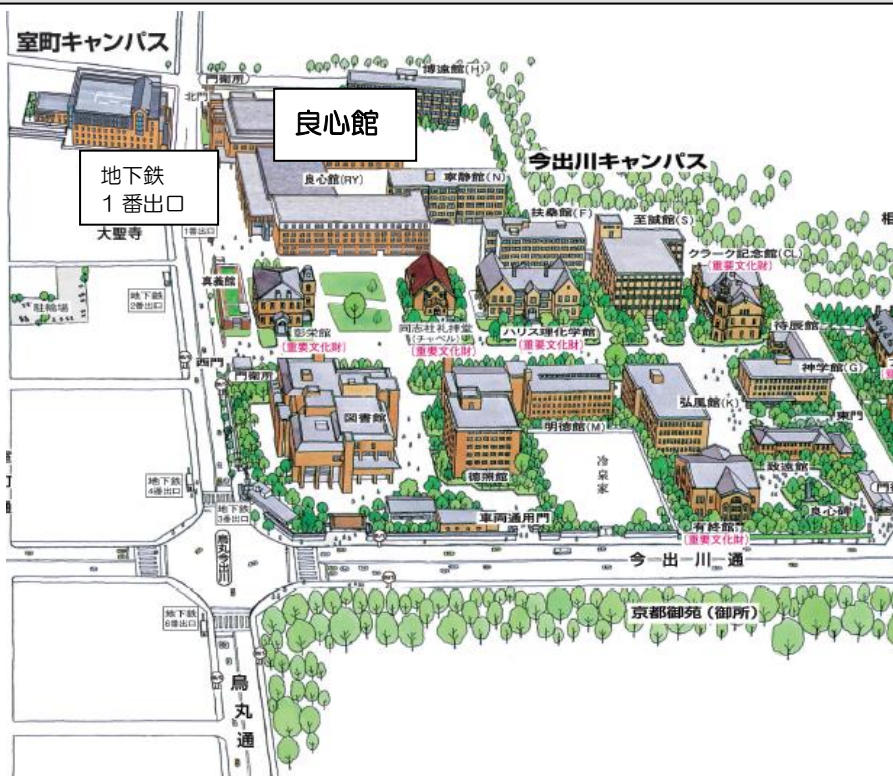 室町キャンパス
門衛所
北門
博遠館(H)
良心館
地下鉄
１番出口
今出川キャンパス
良心館(RY)
寧静館(N)
大聖寺
1番出口
扶桑館(F)
至誠館(S)
相
クラーク記念館(CL)
(重要文化財)
真義館
駐輪場
地下鉄
2番出口
彰栄館
(重要文化財)
同志社礼拝堂
(チャペル)
(重要文化財)
ハリス理化学館
(重要文化財)
待辰館
神学館(G)
西門
門衛所
図書館
弘風館(K)
明徳館(M)
東門
徳照館
冷泉家
致遠館
地下鉄
4番出口
地下鉄
3番出口
車両通用門
良心碑
有終館
(重要文化財)
烏丸今出川
今出川通
地下鉄
6番出口
京都御苑(御所)
烏丸通